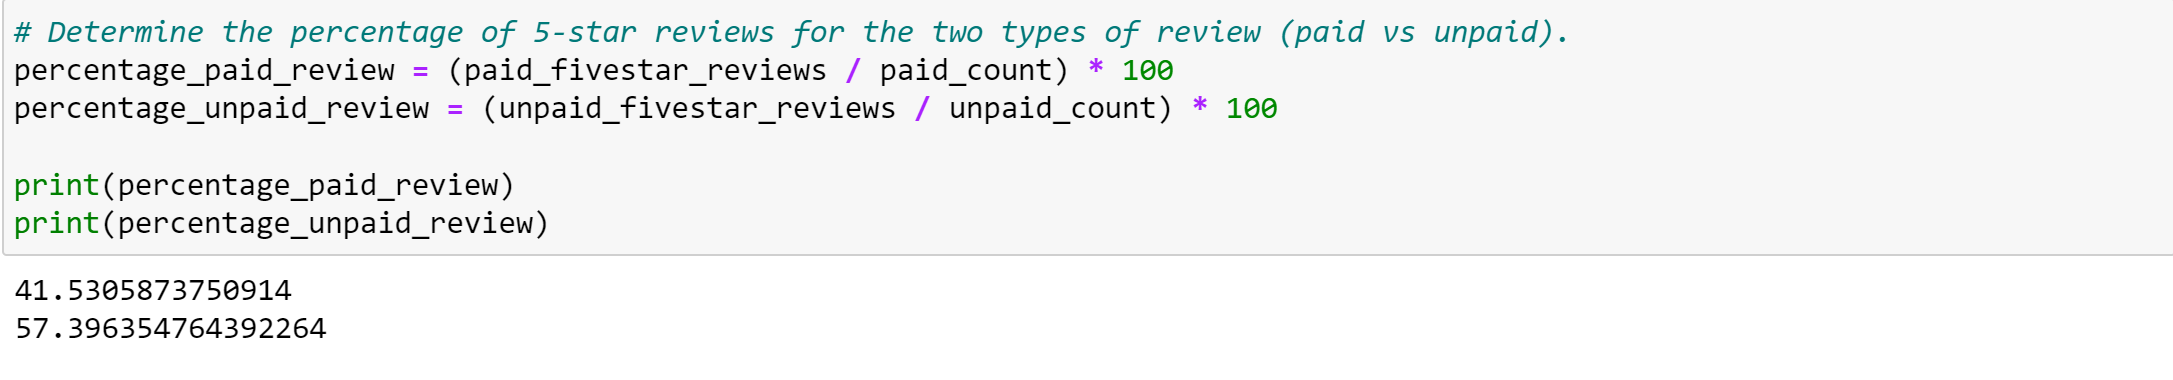 # Determine the percentage of 5-star reviews for the two types of review (paid vs unpaid).
percentage_paid_review = (paid_fivestar_reviews / paid_count) * 100
percentage_unpaid_review = (unpaid_fivestar_reviews / unpaid_count) * 100
print(percentage_paid_review)
print(percentage_unpaid_review)
41.5305873750914
57.396354764392264